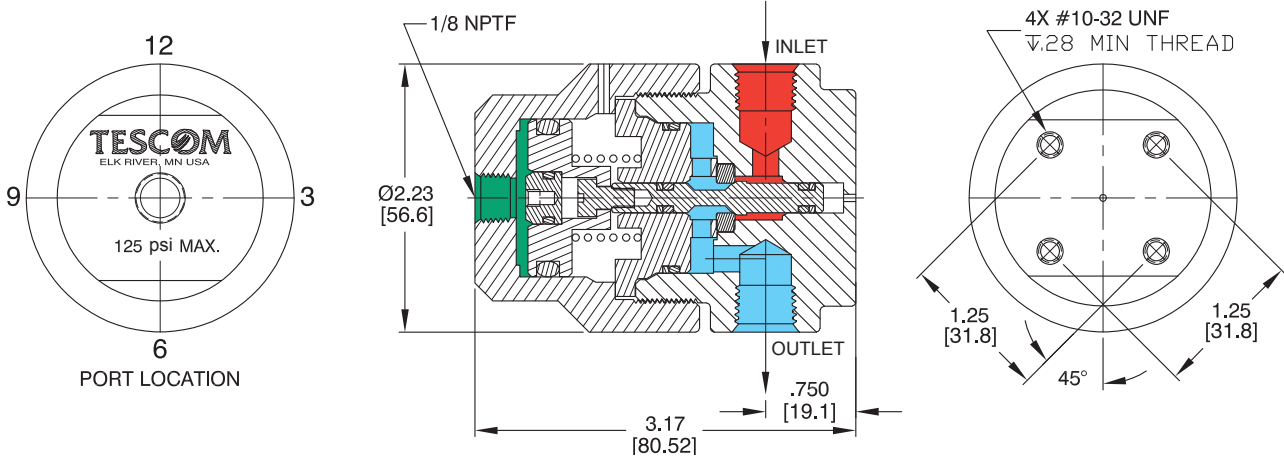 12
TESCOM
ELK RIVER, MN USA
9
3
125 psi MAX.
6
PORT LOCATION
1/8 NPTF
INLET
Ø2.23
[56.6]
OUTLET
.750
[19.1]
3.17
[80.52]
4X #10-32 UNF
↧.28 MIN THREAD
1.25
[31.8]
1.25
[31.8]
45°